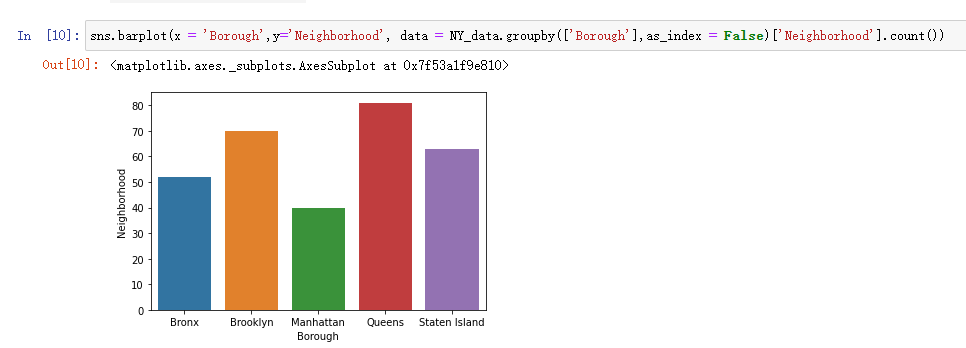 In [10]: sns.barplot(x = 'Borough',y='Neighborhood', data = NY_data.groupby(['Borough'],as_index = False)['Neighborhood'].count())
Out[10]: <matplotlib.axes._subplots.AxesSubplot at 0x7f53a1f9e810>
80
70
60
50
40
30
20
10
0
Neighborhood
Bronx Brooklyn Manhattan Queens Staten Island
Borough